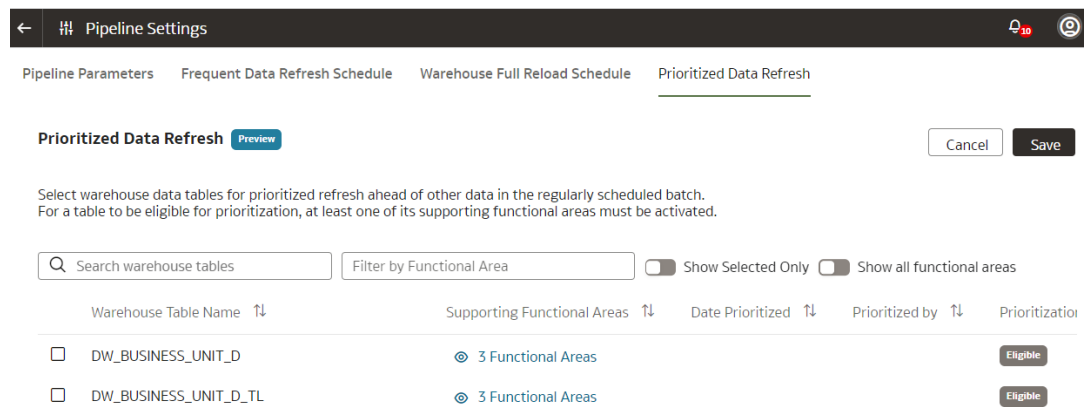 Pipeline Settings 10
Pipeline Parameters Frequent Data Refresh Schedule Warehouse Full Reload Schedule Prioritized Data Refresh
Prioritized Data Refresh Preview Cancel Save
Select warehouse data tables for prioritized refresh ahead of other data in the regularly scheduled batch.
For a table to be eligible for prioritization, at least one of its supporting functional areas must be activated.
Search warehouse tables Filter by Functional Area Show Selected Only Show all functional areas
Warehouse Table Name Supporting Functional Areas Date Prioritized Prioritized by Prioritization
DW_BUSINESS_UNIT_D 3 Functional Areas Eligible
DW_BUSINESS_UNIT_D_TL 3 Functional Areas Eligible